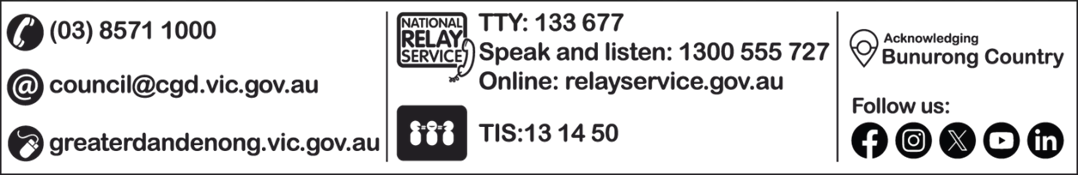 (03) 8571 1000
council@cgd.vic.gov.au
greaterdandenong.vic.gov.au
NATIONAL
RELAY
SERVICE
TTY: 133 677
Speak and listen: 1300 555 727
Online: relayservice.gov.au
TIS:13 14 50
Acknowledging
Bunurong Country
Follow us: